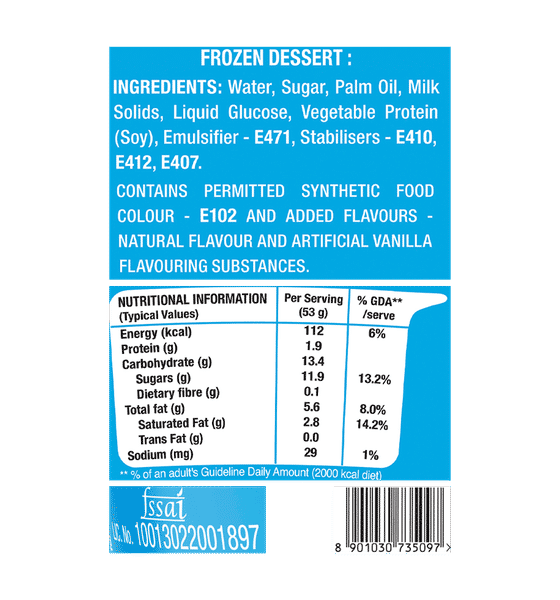 FROZEN DESSERT :
INGREDIENTS: Water, Sugar, Palm Oil, Milk
Solids, Liquid Glucose, Vegetable Protein
(Soy), Emulsifier - E471, Stabilisers - E410,
E412, E407.
CONTAINS PERMITTED SYNTHETIC FOOD
COLOUR - E102 AND ADDED FLAVOURS -
NATURAL FLAVOUR AND ARTIFICIAL VANILLA
FLAVOURING SUBSTANCES.
NUTRITIONAL INFORMATION Per Serving % GDA**
(Typical Values) (53 g) /serve
Energy (kcal) 112 6%
Protein (g) 1.9
Carbohydrate (g) 13.4
Sugars (g) 11.9 13.2%
Dietary fibre (g) 0.1
Total fat (g) 5.6 8.0%
Saturated Fat (g) 2.8 14.2%
Trans Fat (g) 0.0
Sodium (mg) 29 1%
** % of an adult's Guideline Daily Amount (2000 kcal diet)
fssai
LIC. No. 10013022001897
8 901030 735097 >